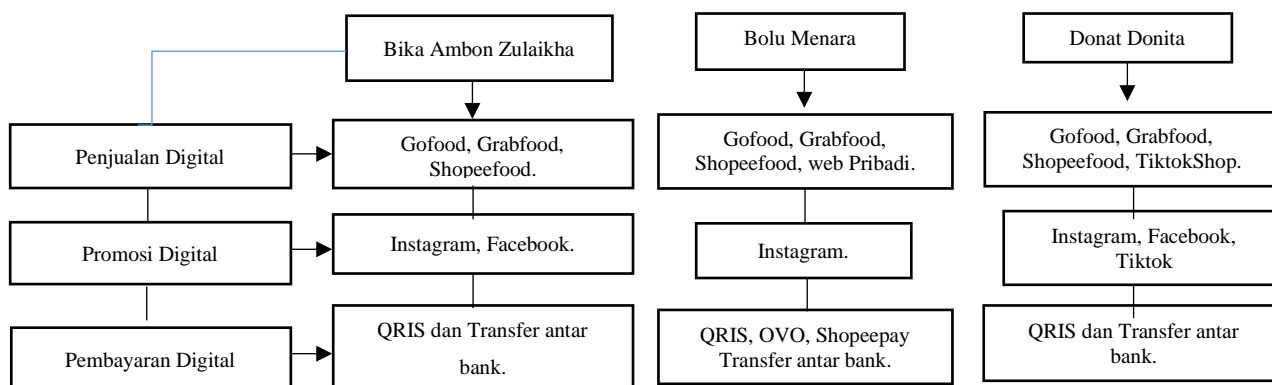 Bika Ambon Zulaikha
Bolu Menara
Donat Donita
Penjualan Digital
Gofood, Grabfood,
Shopeefood.
Gofood, Grabfood,
Shopeefood, web Pribadi.
Gofood, Grabfood,
Shopeefood, TiktokShop.
Promosi Digital
Instagram, Facebook.
Instagram.
Instagram, Facebook,
Tiktok
Pembayaran Digital
QRIS dan Transfer antar
bank.
QRIS, OVO, Shopeepay
Transfer antar bank.
QRIS dan Transfer antar
bank.